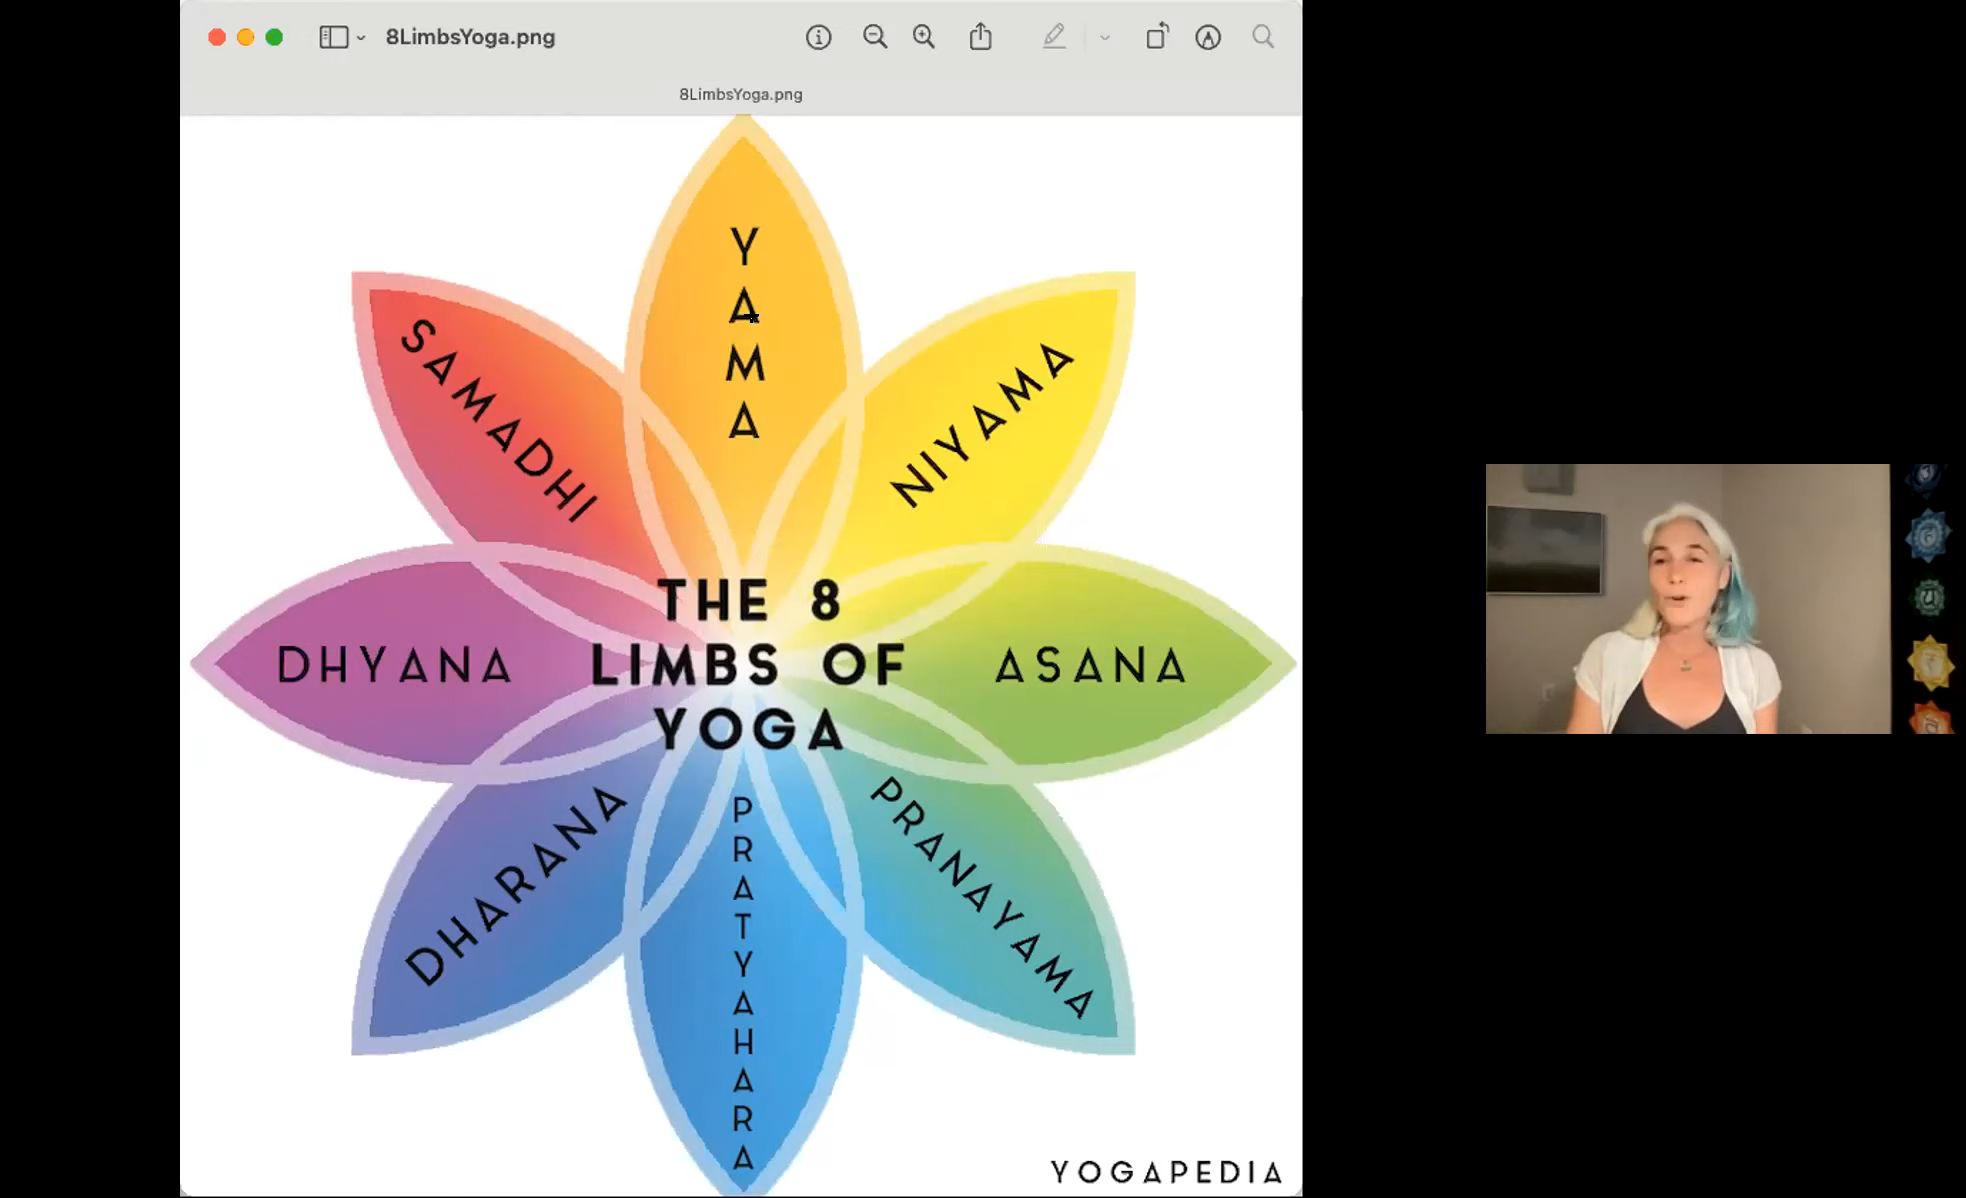 8LimbsYoga.png
8LimbsYoga.png
YAMA
NIYAMA
ASANA
PRANAYAMA
PRATYAHARA
DHARANA
DHYANA
SAMADHI
THE 8
LIMBS OF
YOGA
YOGAPEDIA